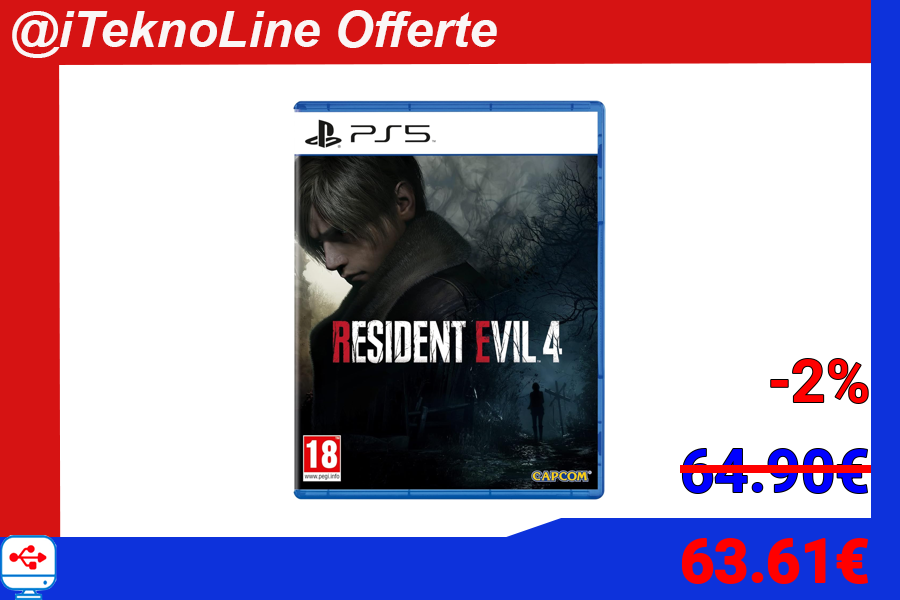 @iTeknoLine Offerte
PS5
RESIDENT EVIL 4
18
www.pegi.info
CAPCOM
-2%
64.90€
63.61€